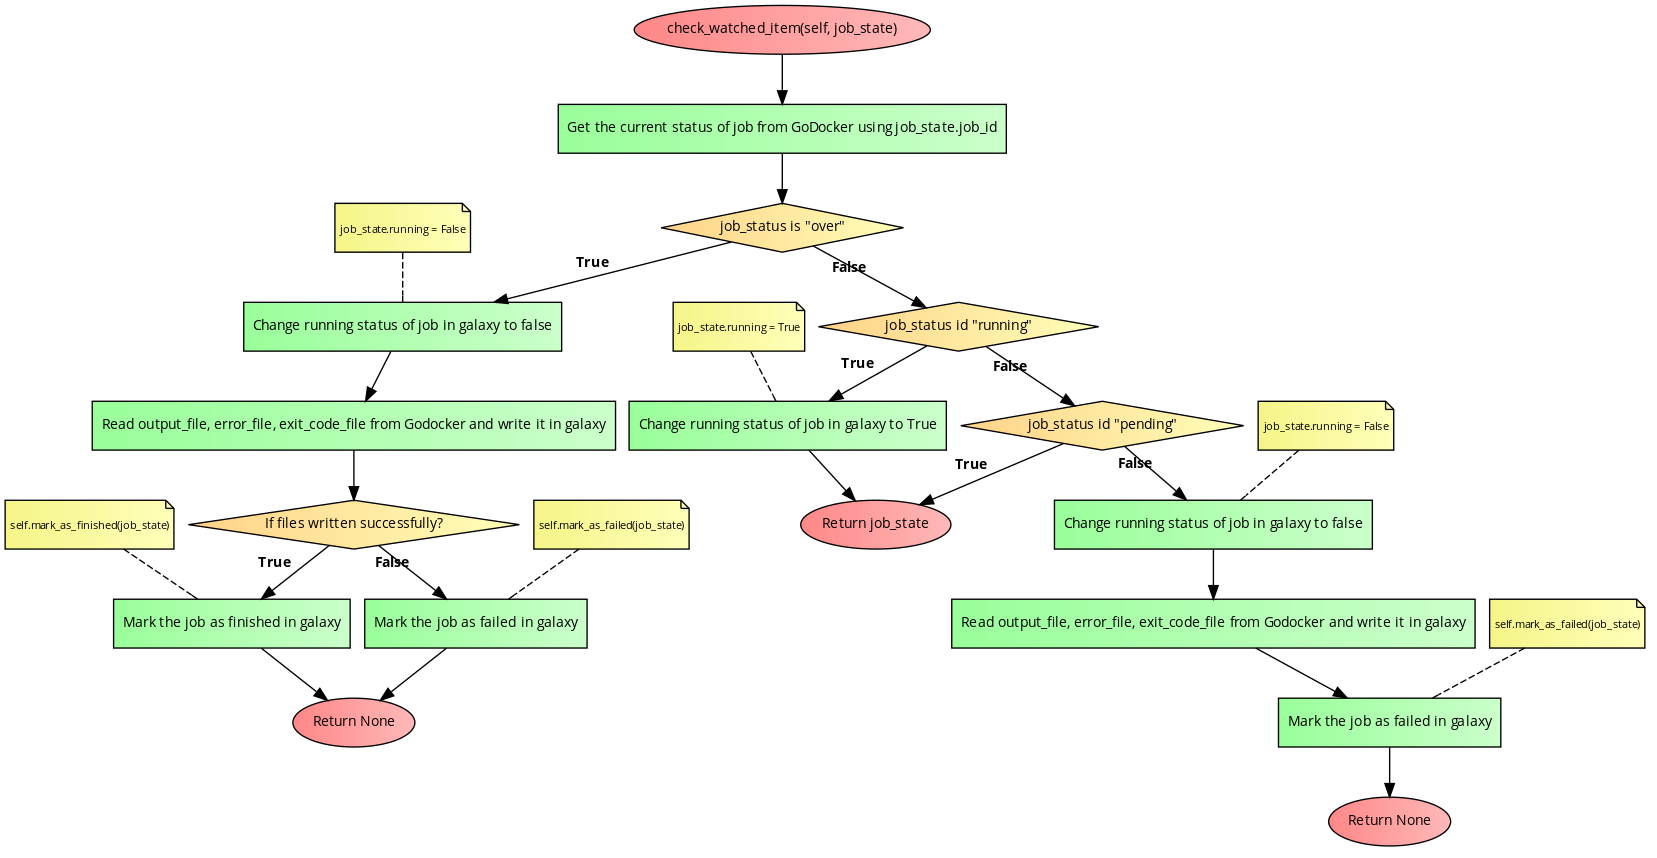 check_watched_item(self, job_state)
Get the current status of job from GoDocker using job_state.job_id
job_state.running = False
job_status is "over"
True
False
Change running status of job in galaxy to false
job_state.running = True
job_status id "running"
True
False
Read output_file, error_file, exit_code_file from Godocker and write it in galaxy
Change running status of job in galaxy to True
job_status id "pending"
job_state.running = False
True
False
self.mark_as_finished(job_state)
If files written successfully?
self.mark_as_failed(job_state)
Return job_state
Change running status of job in galaxy to false
True
False
Mark the job as finished in galaxy
Mark the job as failed in galaxy
Read output_file, error_file, exit_code_file from Godocker and write it in galaxy
self.mark_as_failed(job_state)
Return None
Mark the job as failed in galaxy
Return None